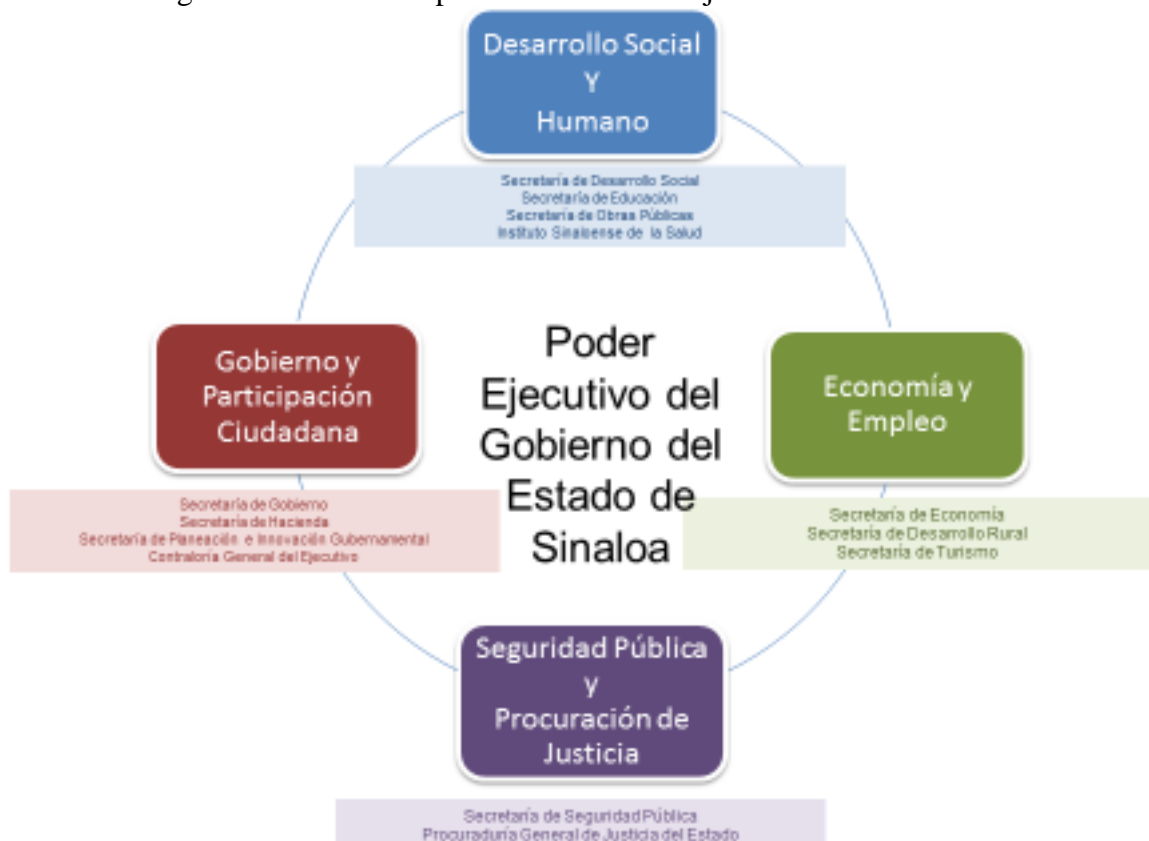 Desarrollo Social
Y
Humano
Secretaría de Desarrollo Social
Secretaría de Educación
Secretaría de Obras Públicas
Instituto Sinaloense de la Salud
Gobierno y
Participación
Ciudadana
Secretaría de Gobierno
Secretaría de Hacienda
Secretaría de Planeación e Innovación Gubernamental
Contraloría General del Ejecutivo
Poder
Ejecutivo del
Gobierno del
Estado de
Sinaloa
Economía y
Empleo
Secretaría de Economía
Secretaría de Desarrollo Rural
Secretaría de Turismo
Seguridad Pública
y
Procuración de
Justicia
Secretaría de Seguridad Pública
Procuraduría General de Justicia del Estado